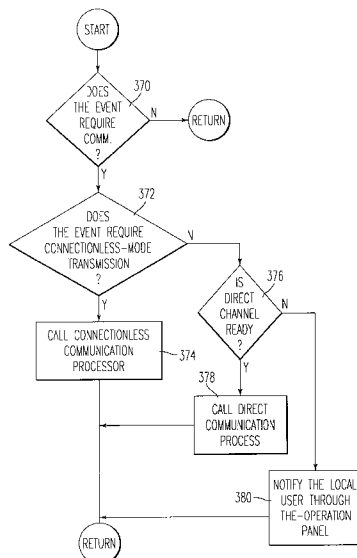 START
370
DOES
THE EVENT
REQUIRE
COMM.
?
N
RETURN
Y
372
DOES
THE EVENT REQUIRE
CONNECTIONLESS-MODE
TRANSMISSION
?
N
Y
376
IS
DIRECT
CHANNEL
READY
?
N
Y
CALL CONNECTIONLESS
COMMUNICATION
PROCESSOR
374
378
CALL DIRECT
COMMUNICATION
PROCESS
NOTIFY THE LOCAL
USER THROUGH
THE-OPERATION
PANEL
380
RETURN